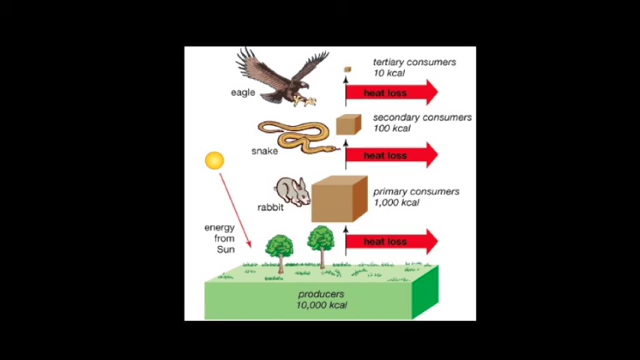 tertiary consumers
10 kcal
eagle
heat loss
secondary consumers
100 kcal
snake
heat loss
primary consumers
1,000 kcal
rabbit
energy
from
Sun
heat loss
producers
10,000 kcal